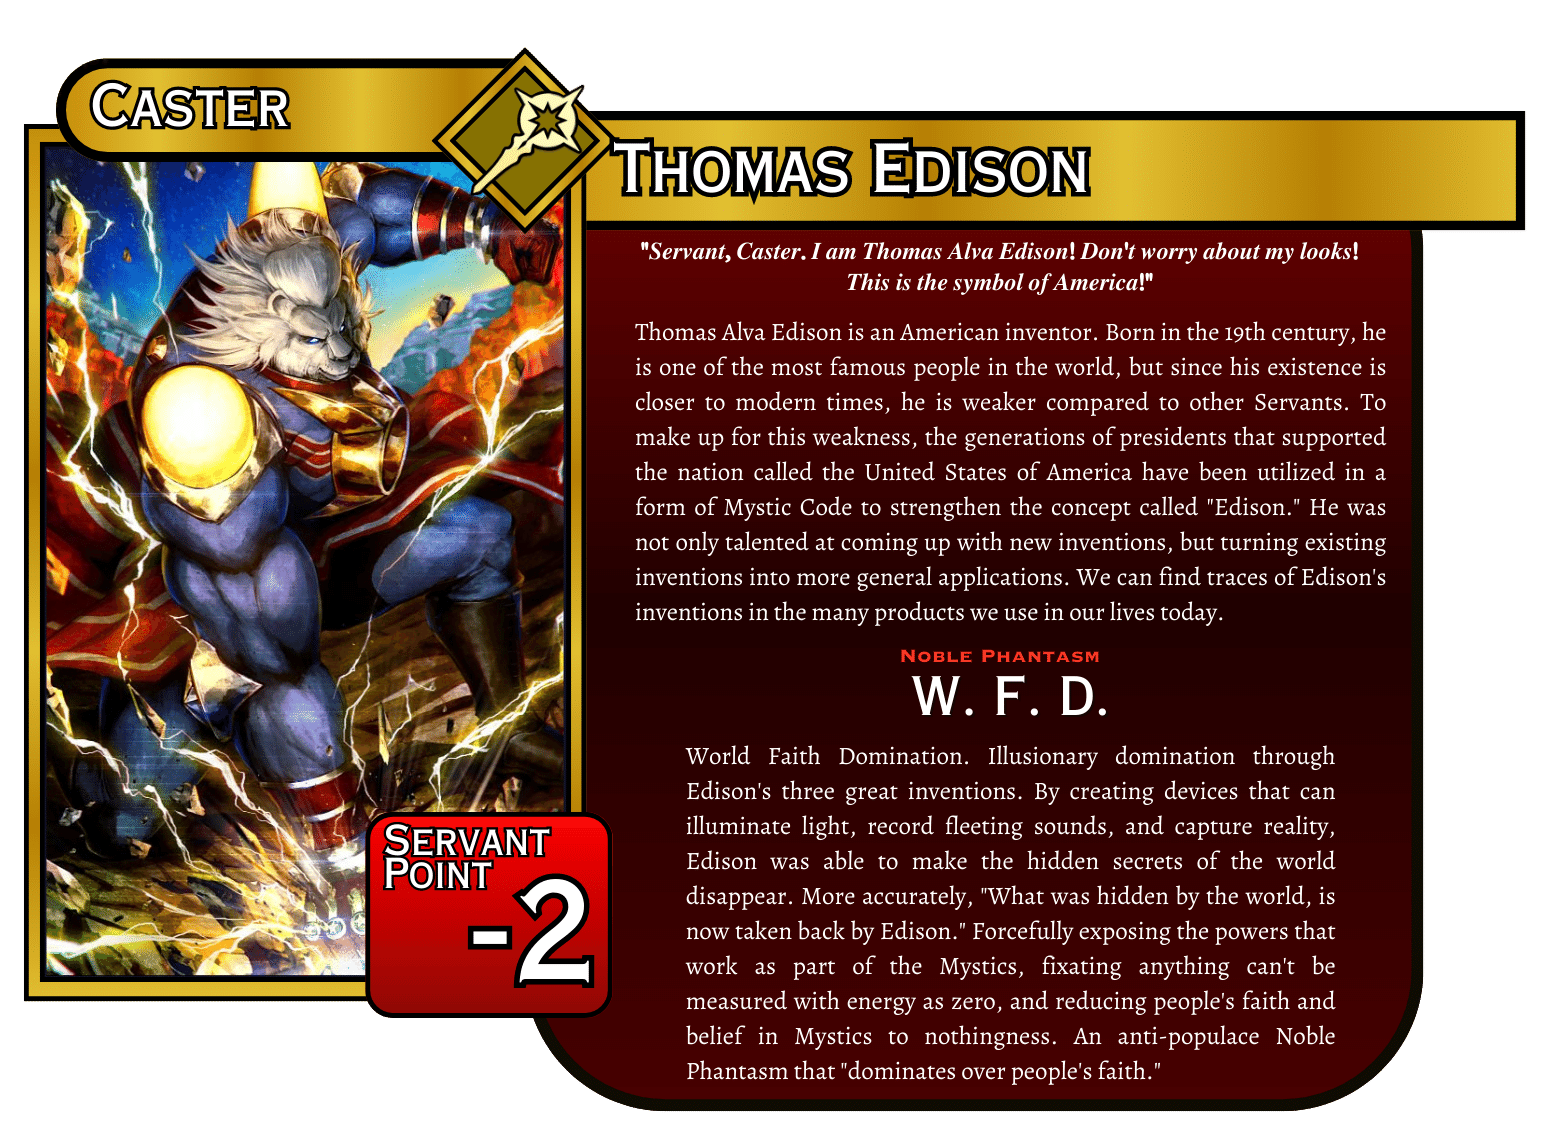 CASTER
THOMAS EDISON
"Servant, Caster. I am Thomas Alva Edison! Don't worry about my looks!
This is the symbol of America!"
Thomas Alva Edison is an American inventor. Born in the 19th century, he
is one of the most famous people in the world, but since his existence is
closer to modern times, he is weaker compared to other Servants. To
make up for this weakness, the generations of presidents that supported
the nation called the United States of America have been utilized in a
form of Mystic Code to strengthen the concept called "Edison." He was
not only talented at coming up with new inventions, but turning existing
inventions into more general applications. We can find traces of Edison's
inventions in the many products we use in our lives today.
NOBLE PHANTASM
W. F. D.
World Faith Domination. Illusionary domination through
Edison's three great inventions. By creating devices that can
illuminate light, record fleeting sounds, and capture reality,
Edison was able to make the hidden secrets of the world
disappear. More accurately, "What was hidden by the world, is
now taken back by Edison." Forcefully exposing the powers that
work as part of the Mystics, fixating anything can't be
measured with energy as zero, and reducing people's faith and
belief in Mystics to nothingness. An anti-populace Noble
Phantasm that "dominates over people's faith."
SERVANT
POINT
-2